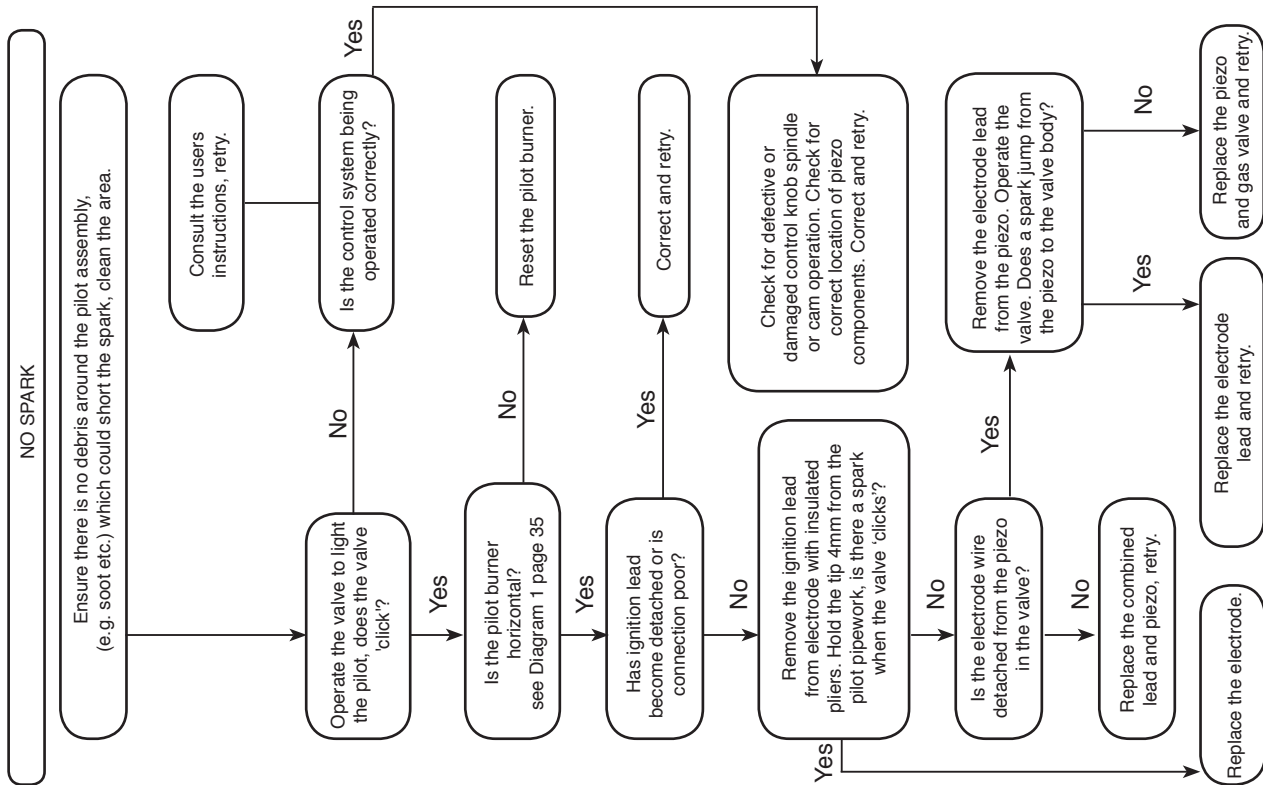 NO SPARK
Ensure there is no debris around the pilot assembly,
(e.g. soot etc.) which could short the spark, clean the area.
Consult the users
instructions, retry.
Operate the valve to light
the pilot, does the valve
'click'?
No
Is the control system being
operated correctly?
Yes
Yes
Is the pilot burner
horizontal?
see Diagram 1 page 35
No
Reset the pilot burner.
Yes
Has ignition lead
become detached or is
connection poor?
Yes
Correct and retry.
No
Remove the ignition lead
from electrode with insulated
pliers. Hold the tip 4mm from the
pilot pipework, is there a spark
when the valve ‘clicks’?
Check for defective or
damaged control knob spindle
or cam operation. Check for
correct location of piezo
components. Correct and retry.
Yes
No
Is the electrode wire
detached from the piezo
in the valve?
Yes
Remove the electrode lead
from the piezo. Operate the
valve. Does a spark jump from
the piezo to the valve body?
No
Replace the combined
lead and piezo, retry.
Yes
No
Replace the electrode.
Replace the electrode
lead and retry.
Replace the piezo
and gas valve and retry.